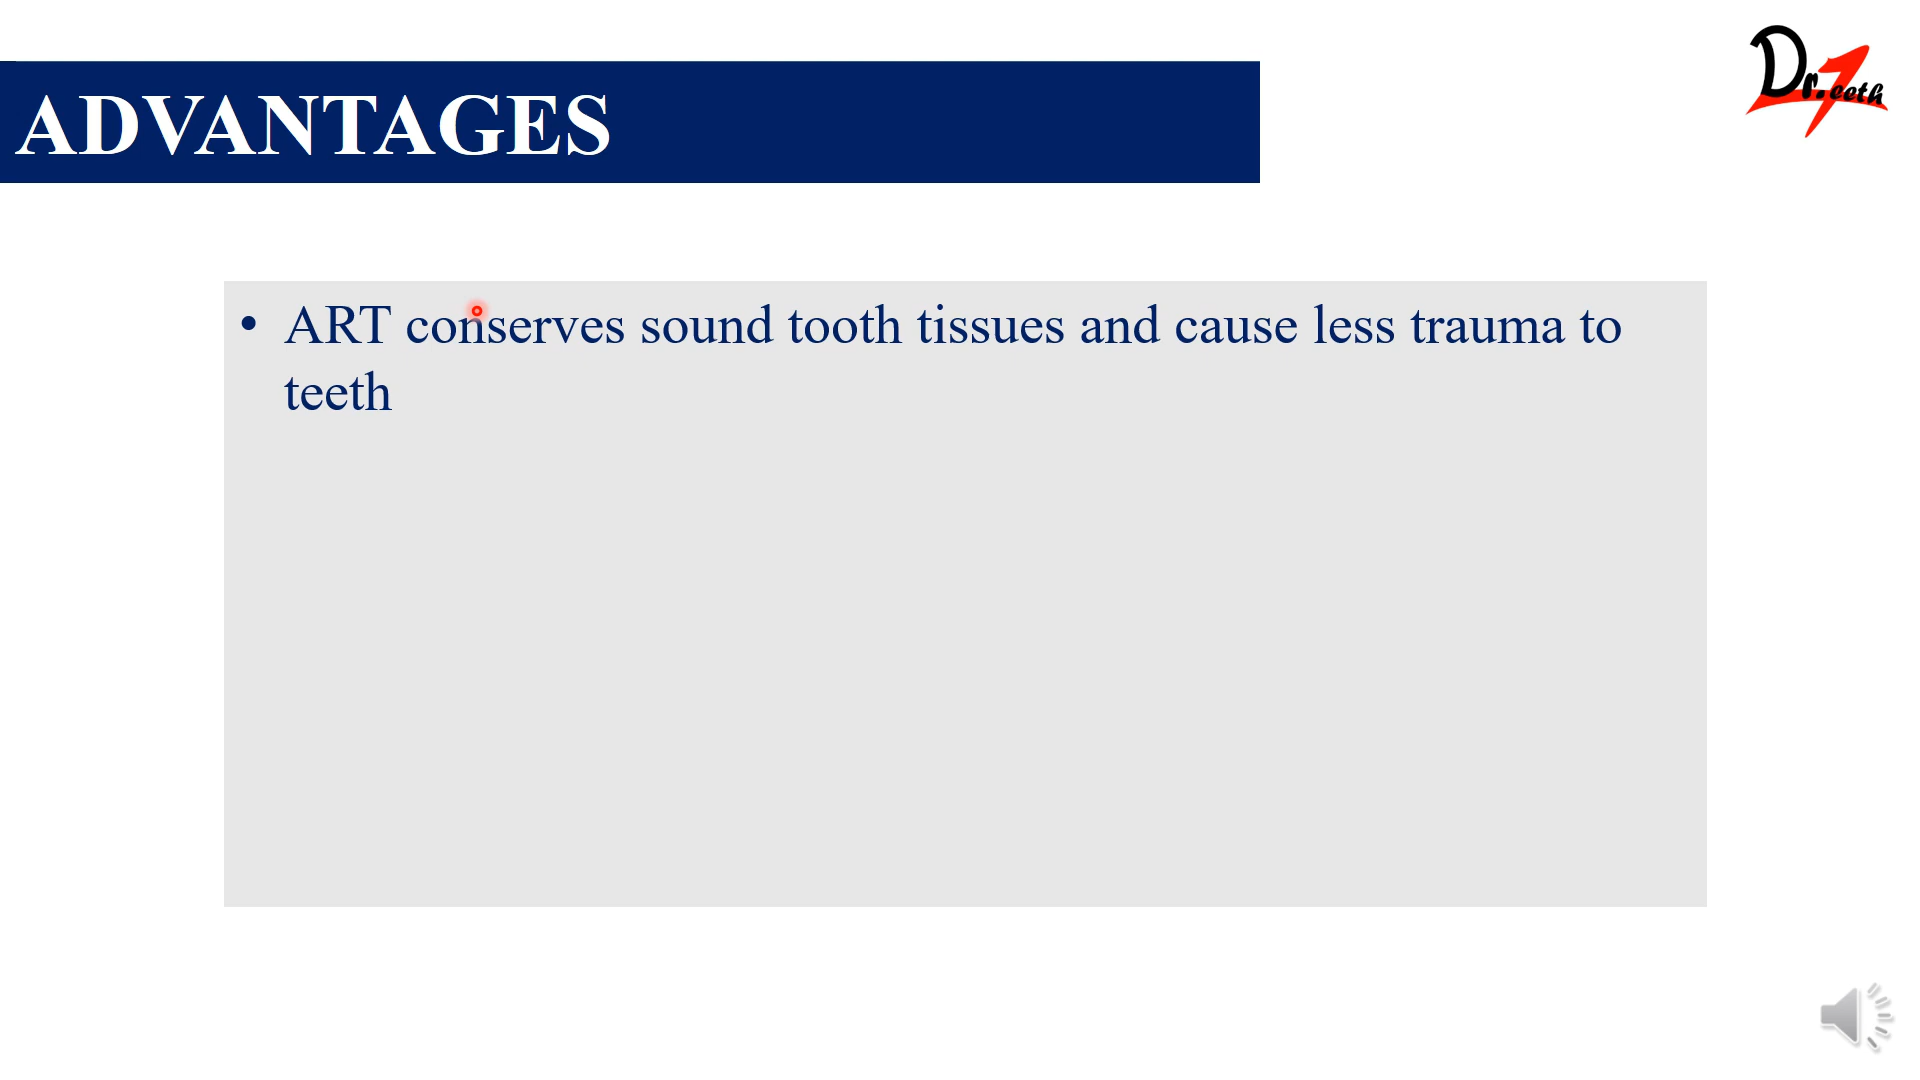 ADVANTAGES
Dr. Teeth
• ART conserves sound tooth tissues and cause less trauma to
teeth